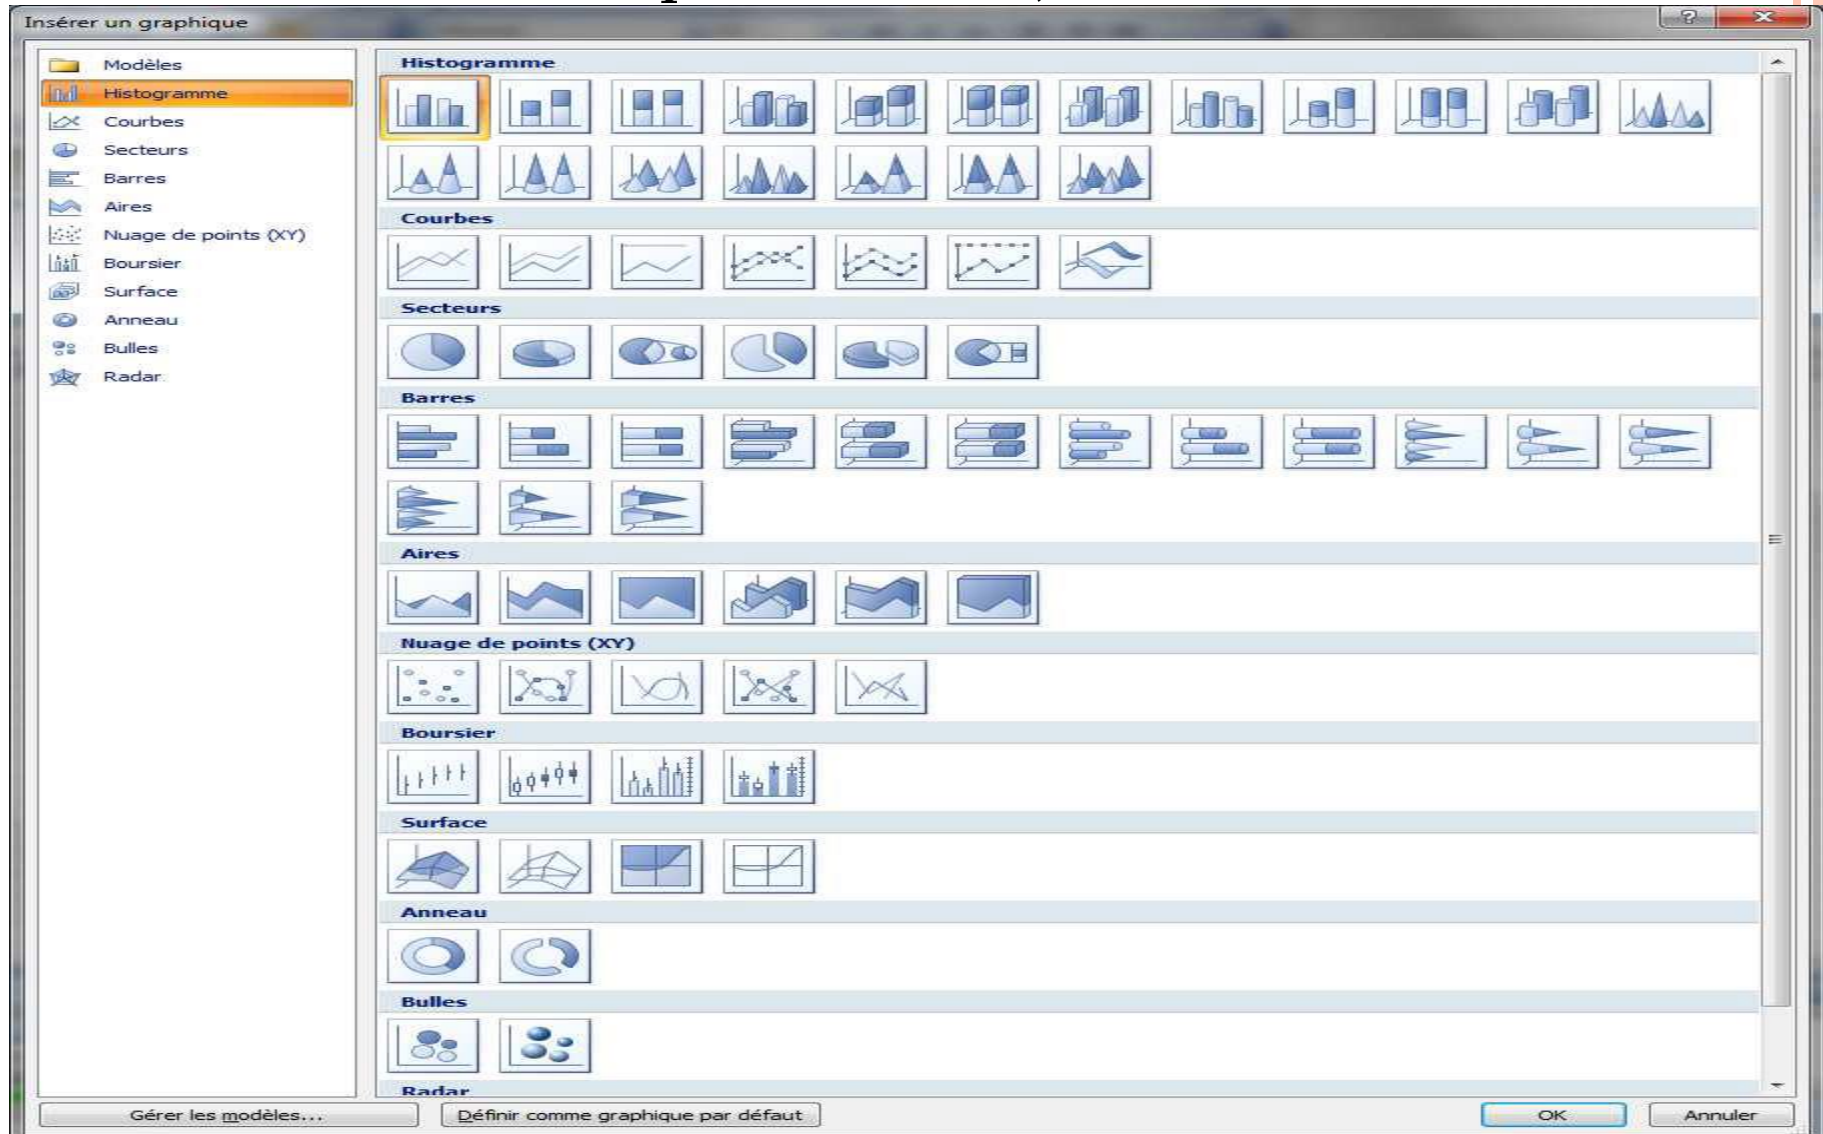 Insérer un graphique
Modèles
Histogramme
Courbes
Secteurs
Barres
Aires
Nuage de points (XY)
Boursier
Surface
Anneau
Bulles
Radar
Histogramme
Courbes
Secteurs
Barres
Aires
Nuage de points (XY)
Boursier
Surface
Anneau
Bulles
Radar
Gérer les modèles...
Définir comme graphique par défaut
OK
Annuler